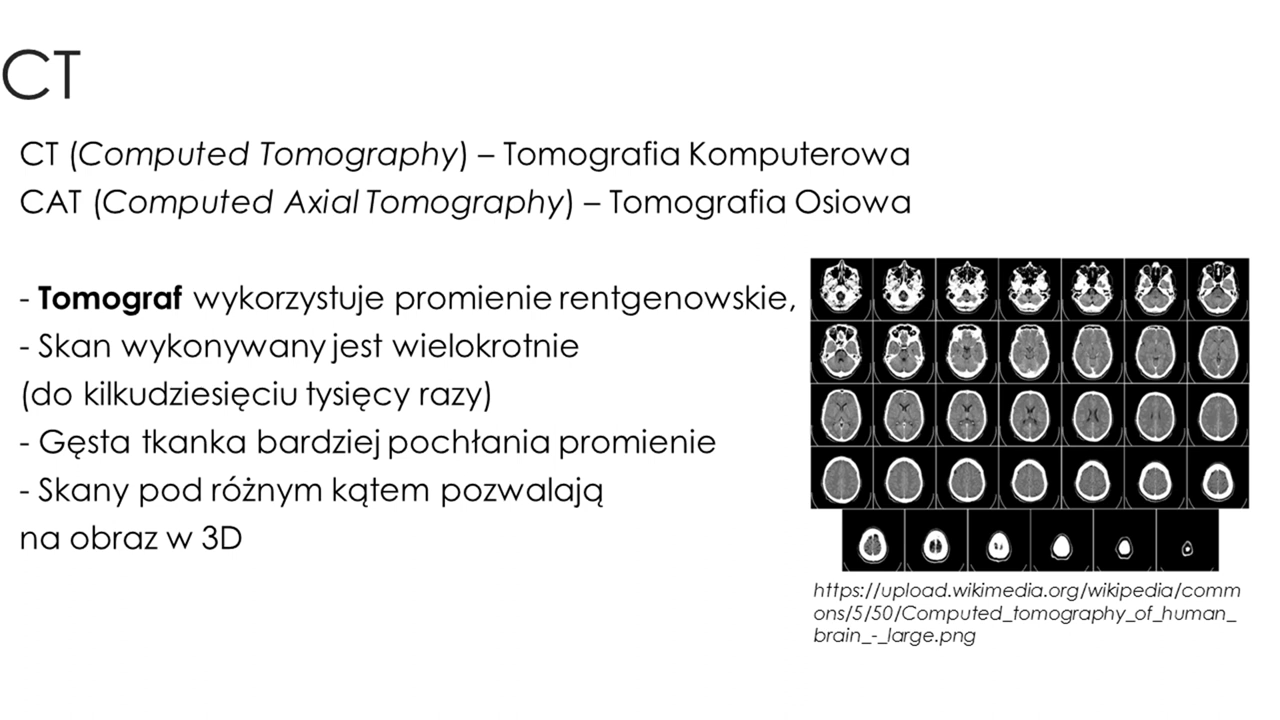 CT
CT (Computed Tomography) – Tomografia Komputerowa
CAT (Computed Axial Tomography) – Tomografia Osiowa
- Tomograf wykorzystuje promienie rentgenowskie,
- Skan wykonywany jest wielokrotnie
(do kilkudziesięciu tysięcy razy)
- Gęsta tkanka bardziej pochłania promienie
- Skany pod różnym kątem pozwalają
na obraz w 3D
https://upload.wikimedia.org/wikipedia/comm
ons/5/50/Computed_tomography_of_human_
brain_-_large.png